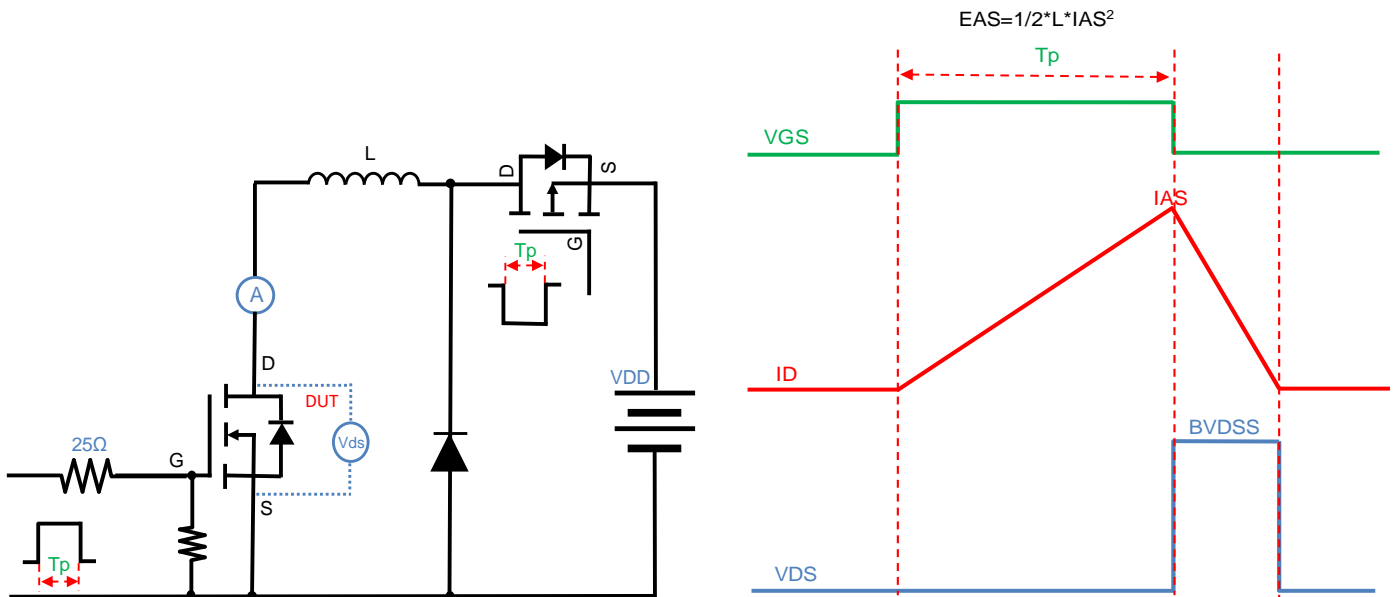 EAS=1/2*L*IAS²
Tp
VGS
L
D
S
G
Tp
IAS
A
D
VDD
ID
DUT
Vds
BVDSS
25Ω
G
S
Tp
VDS